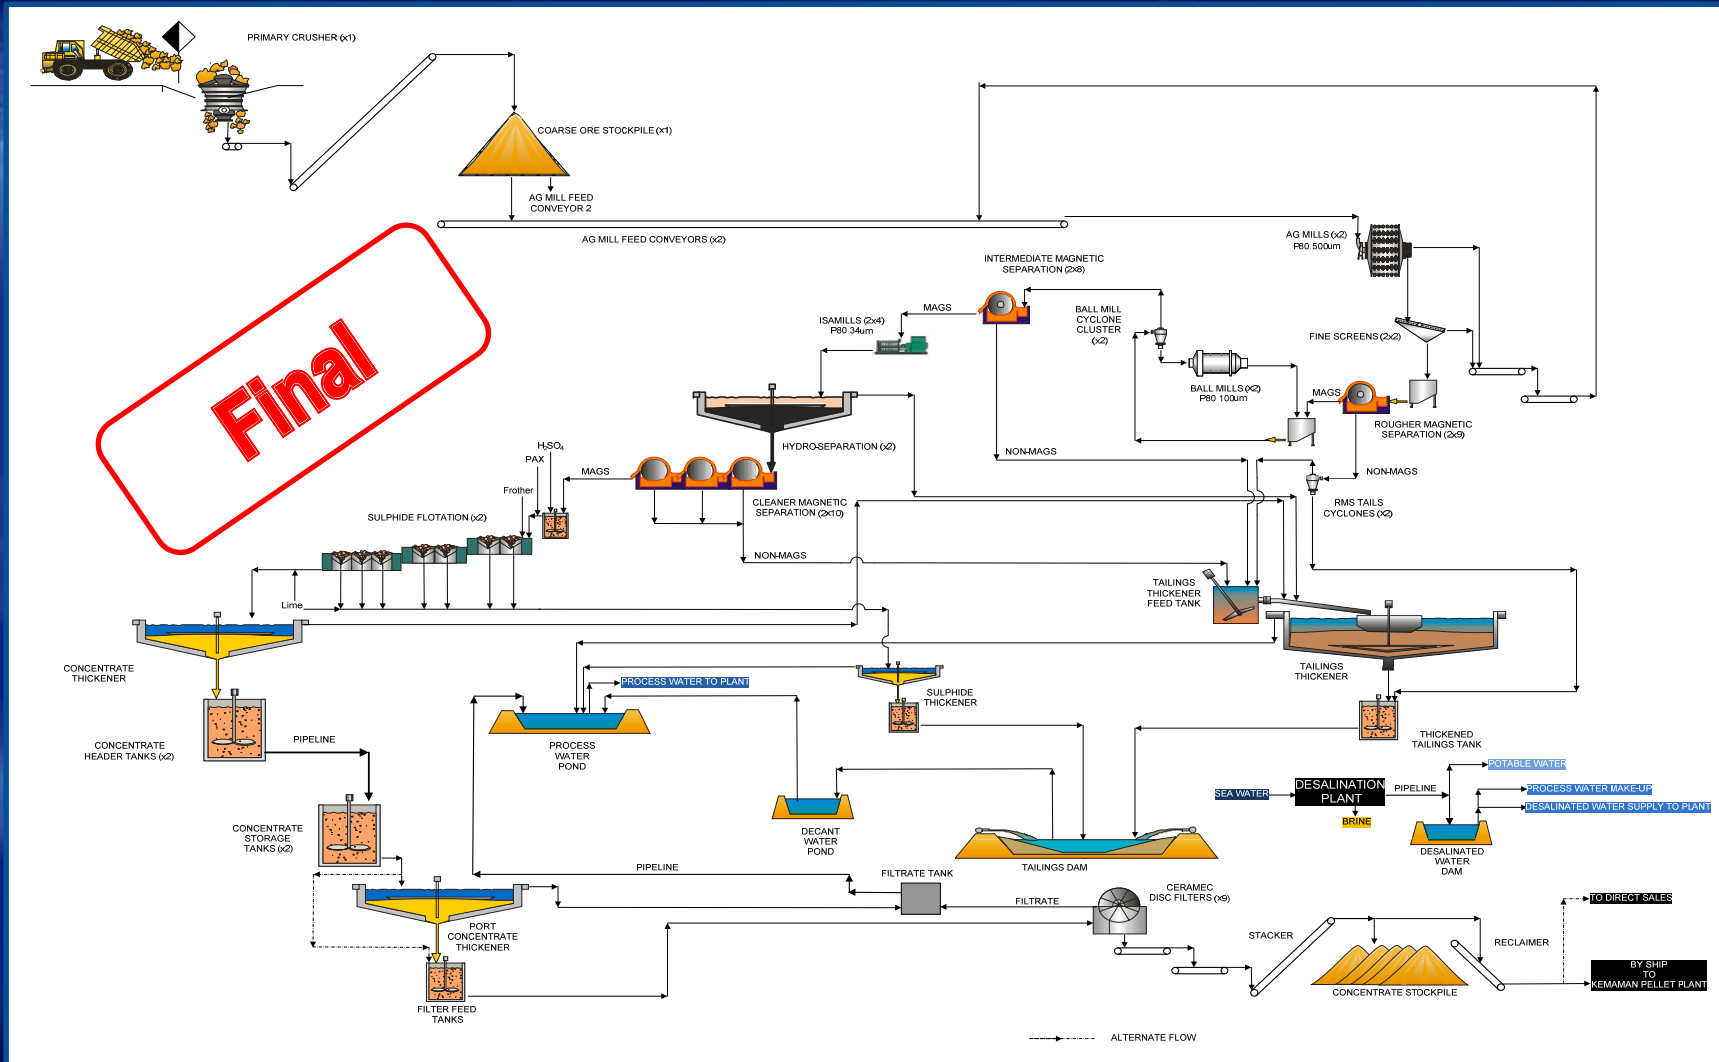 PRIMARY CRUSHER (x1)
COARSE ORE STOCKPILE (x1)
AG MILL FEED
CONVEYOR 2
AG MILL FEED CONVEYORS (x2)
AG MILLS (x2)
P80 500um
INTERMEDIATE MAGNETIC
SEPARATION (2x8)
MAGS
BALL MILL
CYCLONE
CLUSTER
(x2)
ISAMILLS (2x4)
P80 34um
FINE SCREENS (2x2)
BALL MILLS (x2)
P80 100um
MAGS
ROUGHER MAGNETIC
SEPARATION (2x9)
Final
HYDRO-SEPARATION (x2)
NON-MAGS
NON-MAGS
H2SO4
PAX
MAGS
Frother
CLEANER MAGNETIC
SEPARATION (2x10)
RMS TAILS
CYCLONES (x2)
SULPHIDE FLOTATION (x2)
NON-MAGS
TAILINGS
THICKENER
FEED TANK
Lime
CONCENTRATE
THICKENER
TAILINGS
THICKENER
PROCESS WATER TO PLANT
SULPHIDE
THICKENER
PIPELINE
CONCENTRATE
HEADER TANKS (x2)
PROCESS
WATER
POND
THICKENED
TAILINGS TANK
POTABLE WATER
SEA WATER
DESALINATION
PLANT
PIPELINE
PROCESS WATER MAKE-UP
DESALINATED WATER SUPPLY TO PLANT
BRINE
CONCENTRATE
STORAGE
TANKS (x2)
DECANT
WATER
POND
TAILINGS DAM
DESALINATED
WATER
DAM
PIPELINE
FILTRATE TANK
FILTRATE
CERAMEC
DISC FILTERS (x9)
TO DIRECT SALES
PORT
CONCENTRATE
THICKENER
STACKER
RECLAIMER
BY SHIP
TO
KEMAMAN PELLET PLANT
CONCENTRATE STOCKPILE
FILTER FEED
TANKS
ALTERNATE FLOW